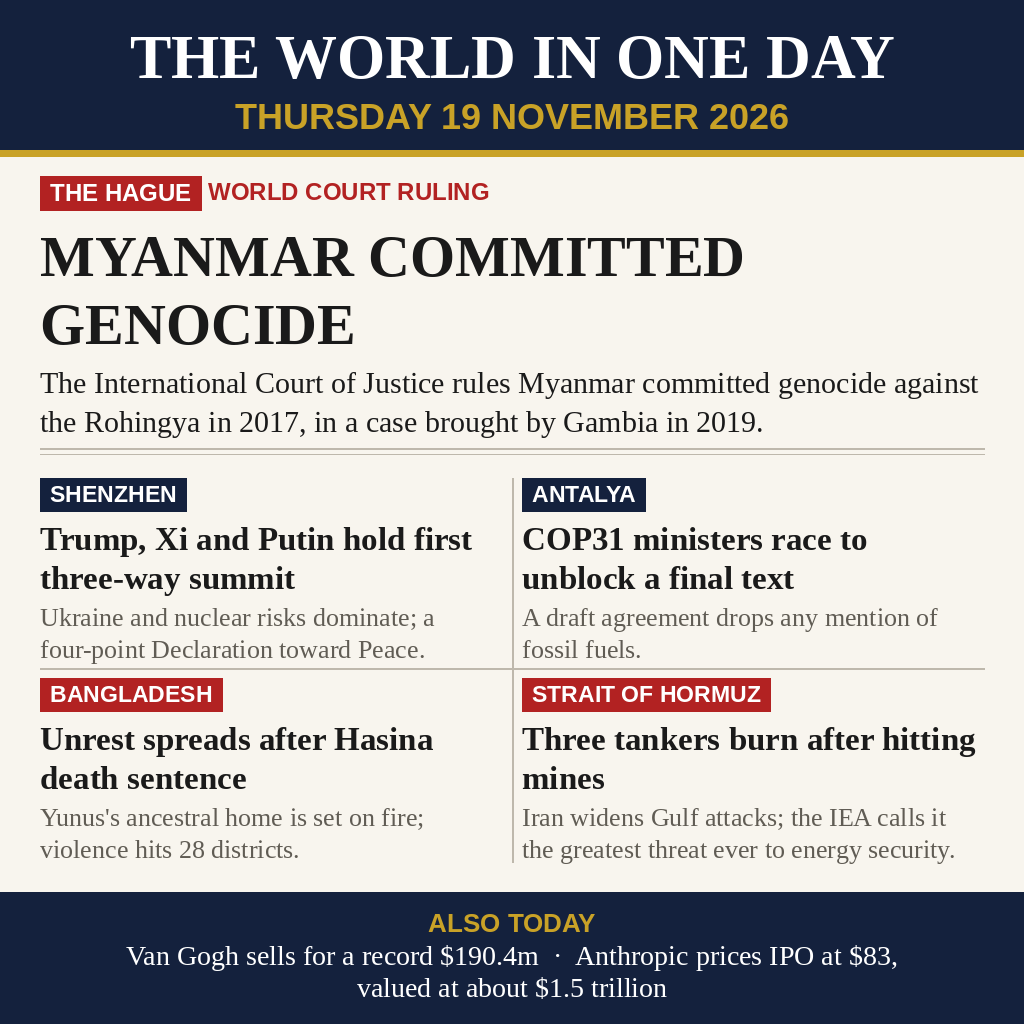 THE WORLD IN ONE DAY
THURSDAY 19 NOVEMBER 2026
THE HAGUE WORLD COURT RULING
MYANMAR COMMITTED
GENOCIDE
The International Court of Justice rules Myanmar committed genocide against
the Rohingya in 2017, in a case brought by Gambia in 2019.
SHENZHEN
Trump, Xi and Putin hold first
three-way summit
Ukraine and nuclear risks dominate; a
four-point Declaration toward Peace.
ANTALYA
COP31 ministers race to
unblock a final text
A draft agreement drops any mention of
fossil fuels.
BANGLADESH
Unrest spreads after Hasina
death sentence
Yunus's ancestral home is set on fire;
violence hits 28 districts.
STRAIT OF HORMUZ
Three tankers burn after hitting
mines
Iran widens Gulf attacks; the IEA calls it
the greatest threat ever to energy security.
ALSO TODAY
Van Gogh sells for a record $190.4m · Anthropic prices IPO at $83,
valued at about $1.5 trillion